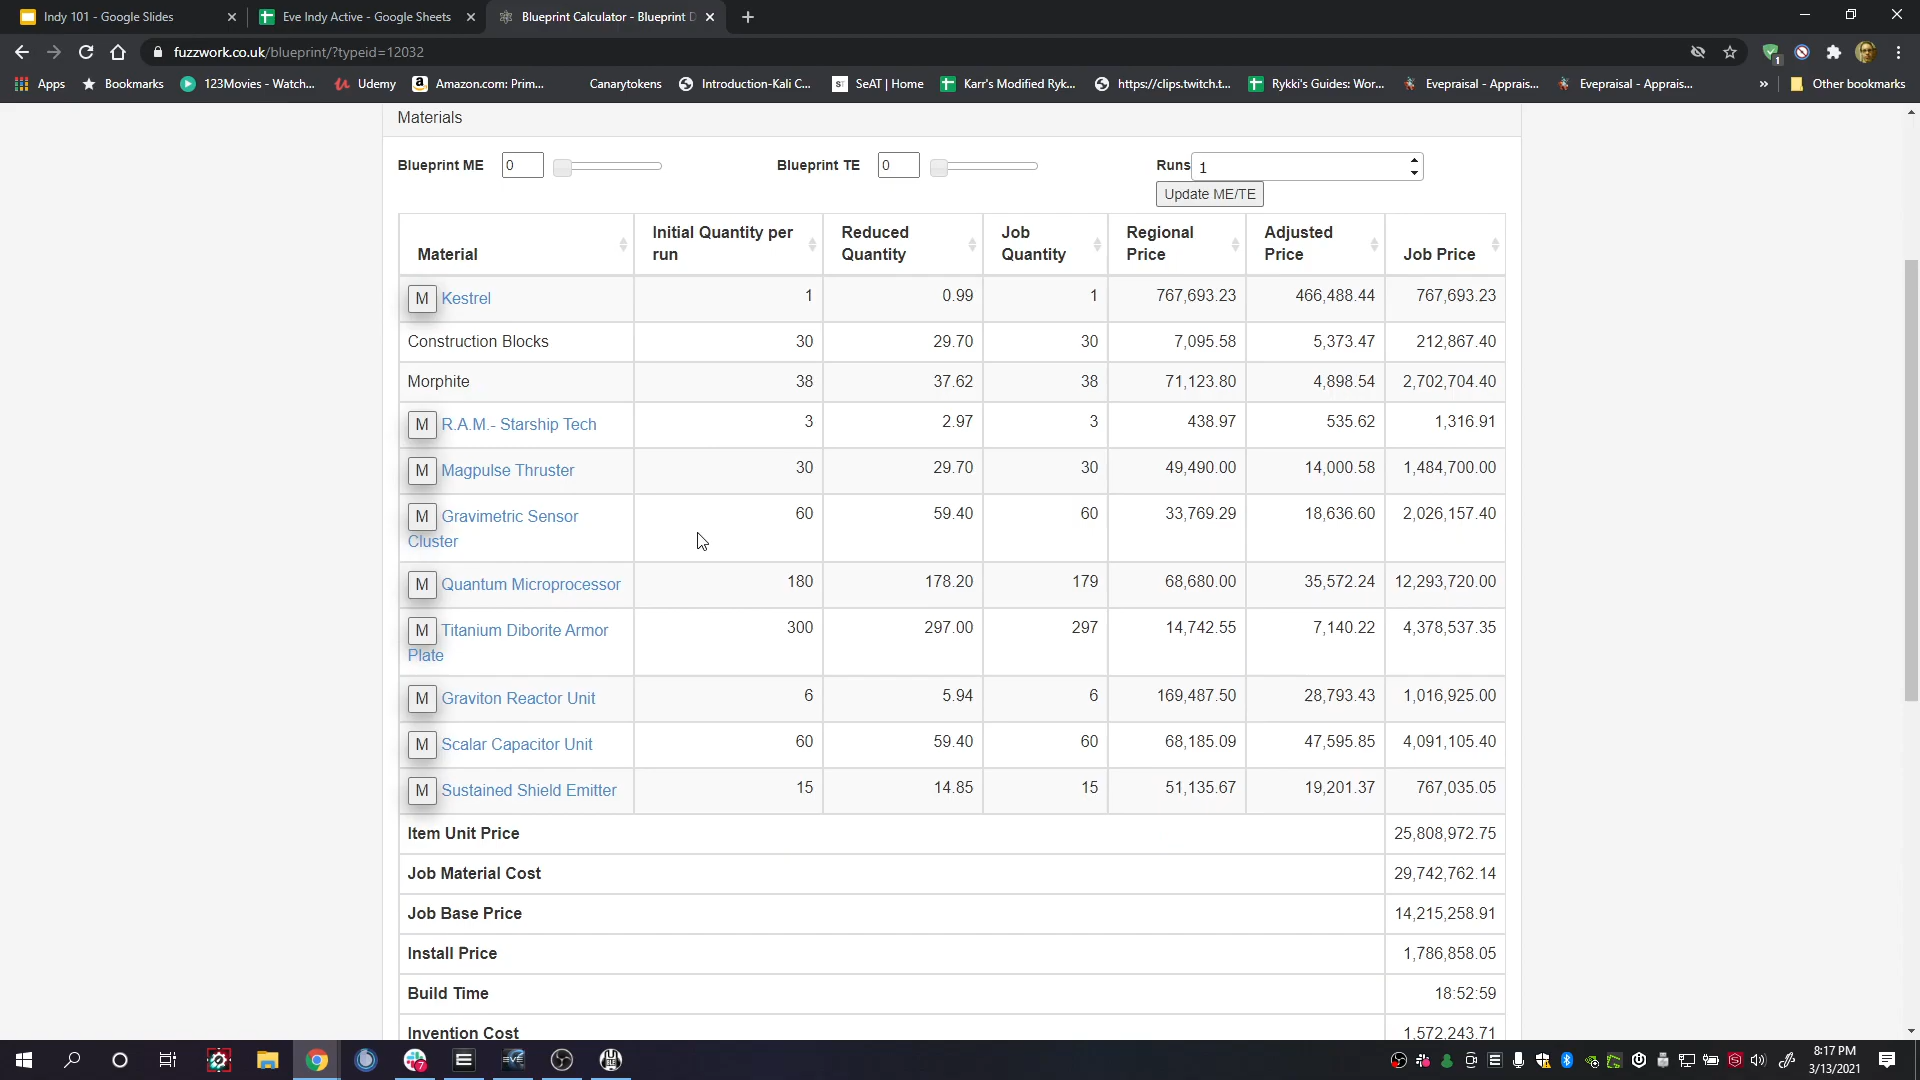 Indy 101 - Google Slides
Eve Indy Active - Google Sheets
Blueprint Calculator - Blueprint D
fuzzwork.co.uk/blueprint/?typeid=12032
Apps
Bookmarks
123Movies - Watch...
Udemy
Amazon.com: Prim...
Canarytokens
Introduction-Kali C...
SeAT | Home
Karr's Modified Ryk...
https://clips.twitch.t...
Rykki's Guides: Wor...
Evepraisal - Apprais...
Evepraisal - Apprais...
»
Other bookmarks
Materials
Blueprint ME 0
Blueprint TE 0
Runs 1
Update ME/TE
Material
Initial Quantity per run
Reduced Quantity
Job Quantity
Regional Price
Adjusted Price
Job Price
M Kestrel 1 0.99 1 767,693.23 466,488.44 767,693.23
Construction Blocks 30 29.70 30 7,095.58 5,373.47 212,867.40
Morphite 38 37.62 38 71,123.80 4,898.54 2,702,704.40
M R.A.M.- Starship Tech 3 2.97 3 438.97 535.62 1,316.91
M Magpulse Thruster 30 29.70 30 49,490.00 14,000.58 1,484,700.00
M Gravimetric Sensor Cluster 60 59.40 60 33,769.29 18,636.60 2,026,157.40
M Quantum Microprocessor 180 178.20 179 68,680.00 35,572.24 12,293,720.00
M Titanium Diborite Armor Plate 300 297.00 297 14,742.55 7,140.22 4,378,537.35
M Graviton Reactor Unit 6 5.94 6 169,487.50 28,793.43 1,016,925.00
M Scalar Capacitor Unit 60 59.40 60 68,185.09 47,595.85 4,091,105.40
M Sustained Shield Emitter 15 14.85 15 51,135.67 19,201.37 767,035.05
Item Unit Price 25,808,972.75
Job Material Cost 29,742,762.14
Job Base Price 14,215,258.91
Install Price 1,786,858.05
Build Time 18:52:59
Invention Cost 1,572,243.71
8:17 PM
3/13/2021